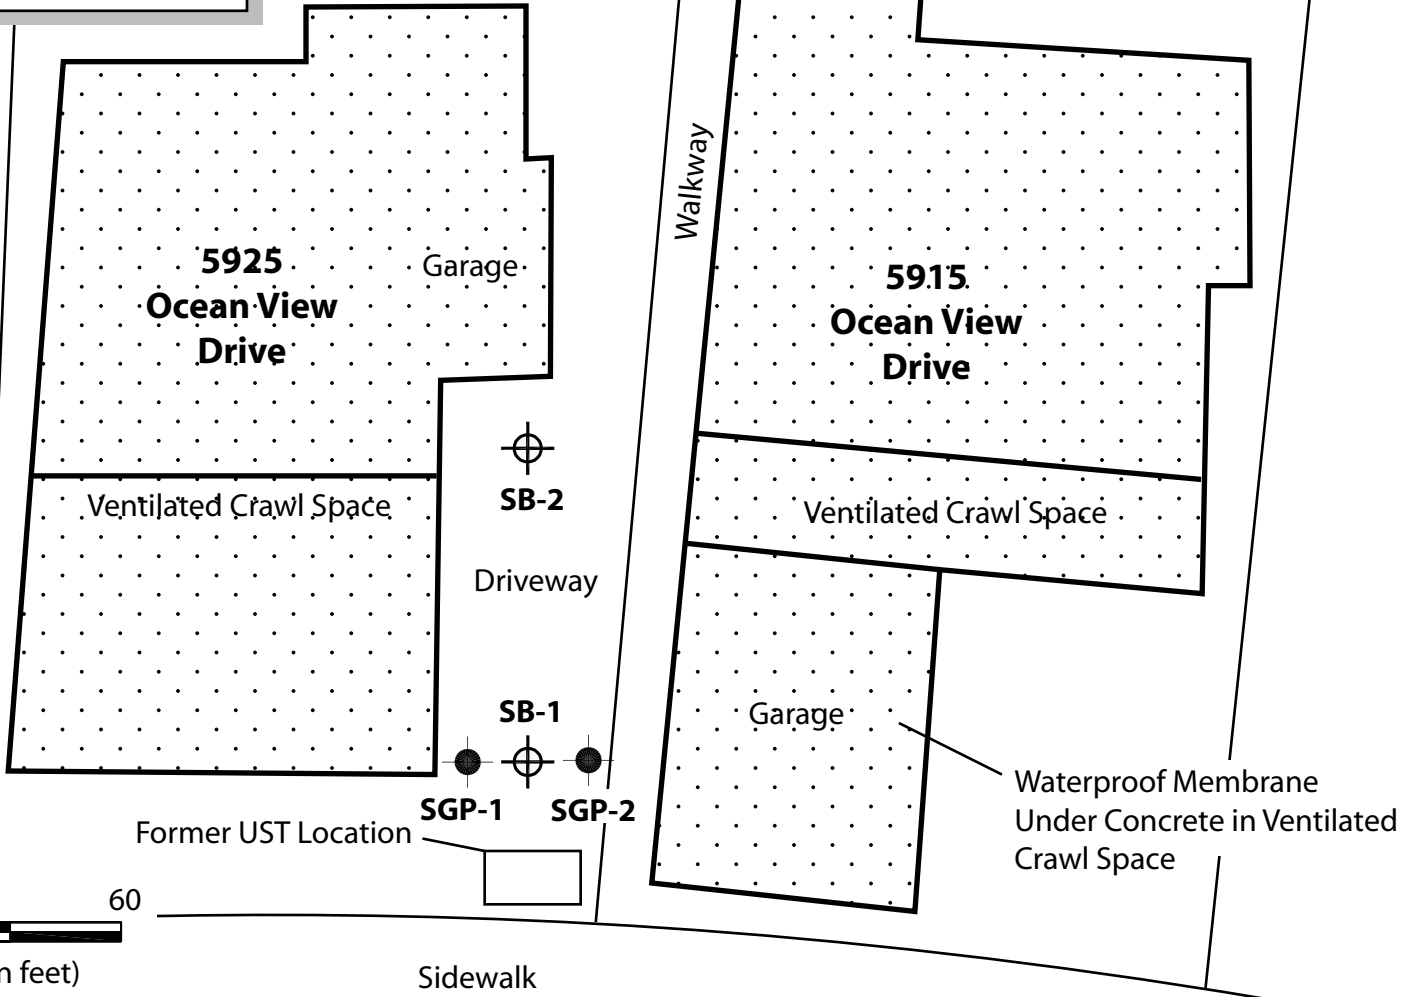 Walkway
5925
Ocean View
Drive
Garage
5915
Ocean View
Drive
SB-2
Ventilated Crawl Space
Ventilated Crawl Space
Driveway
SB-1
Garage
SGP-1
SGP-2
Former UST Location
Waterproof Membrane
Under Concrete in Ventilated
Crawl Space
60
feet)
Sidewalk